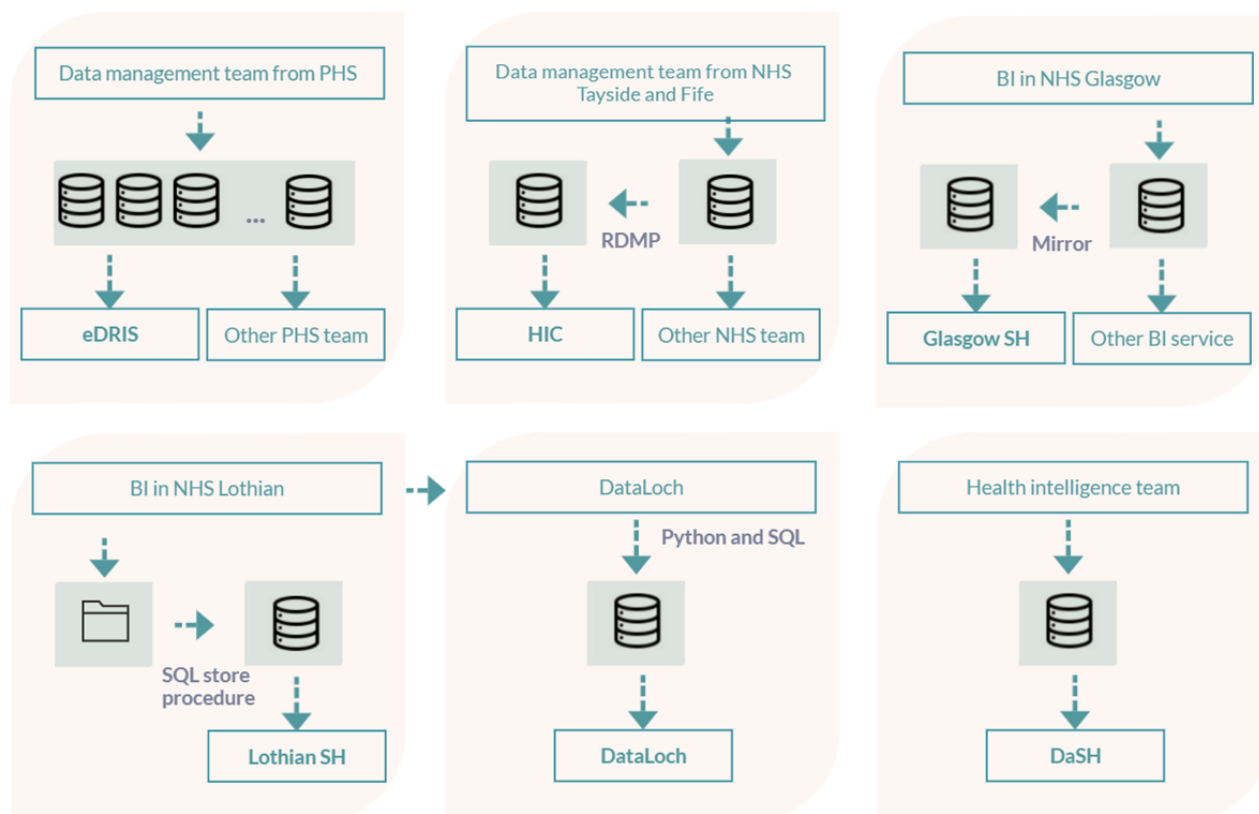 Data management team from PHS
...
eDRIS
Other PHS team
Data management team from NHS
Tayside and Fife
RDMP
HIC
Other NHS team
BI in NHS Glasgow
Mirror
Glasgow SH
Other BI service
BI in NHS Lothian
SQL store
procedure
Lothian SH
DataLoch
Python and SQL
DataLoch
Health intelligence team
DaSH